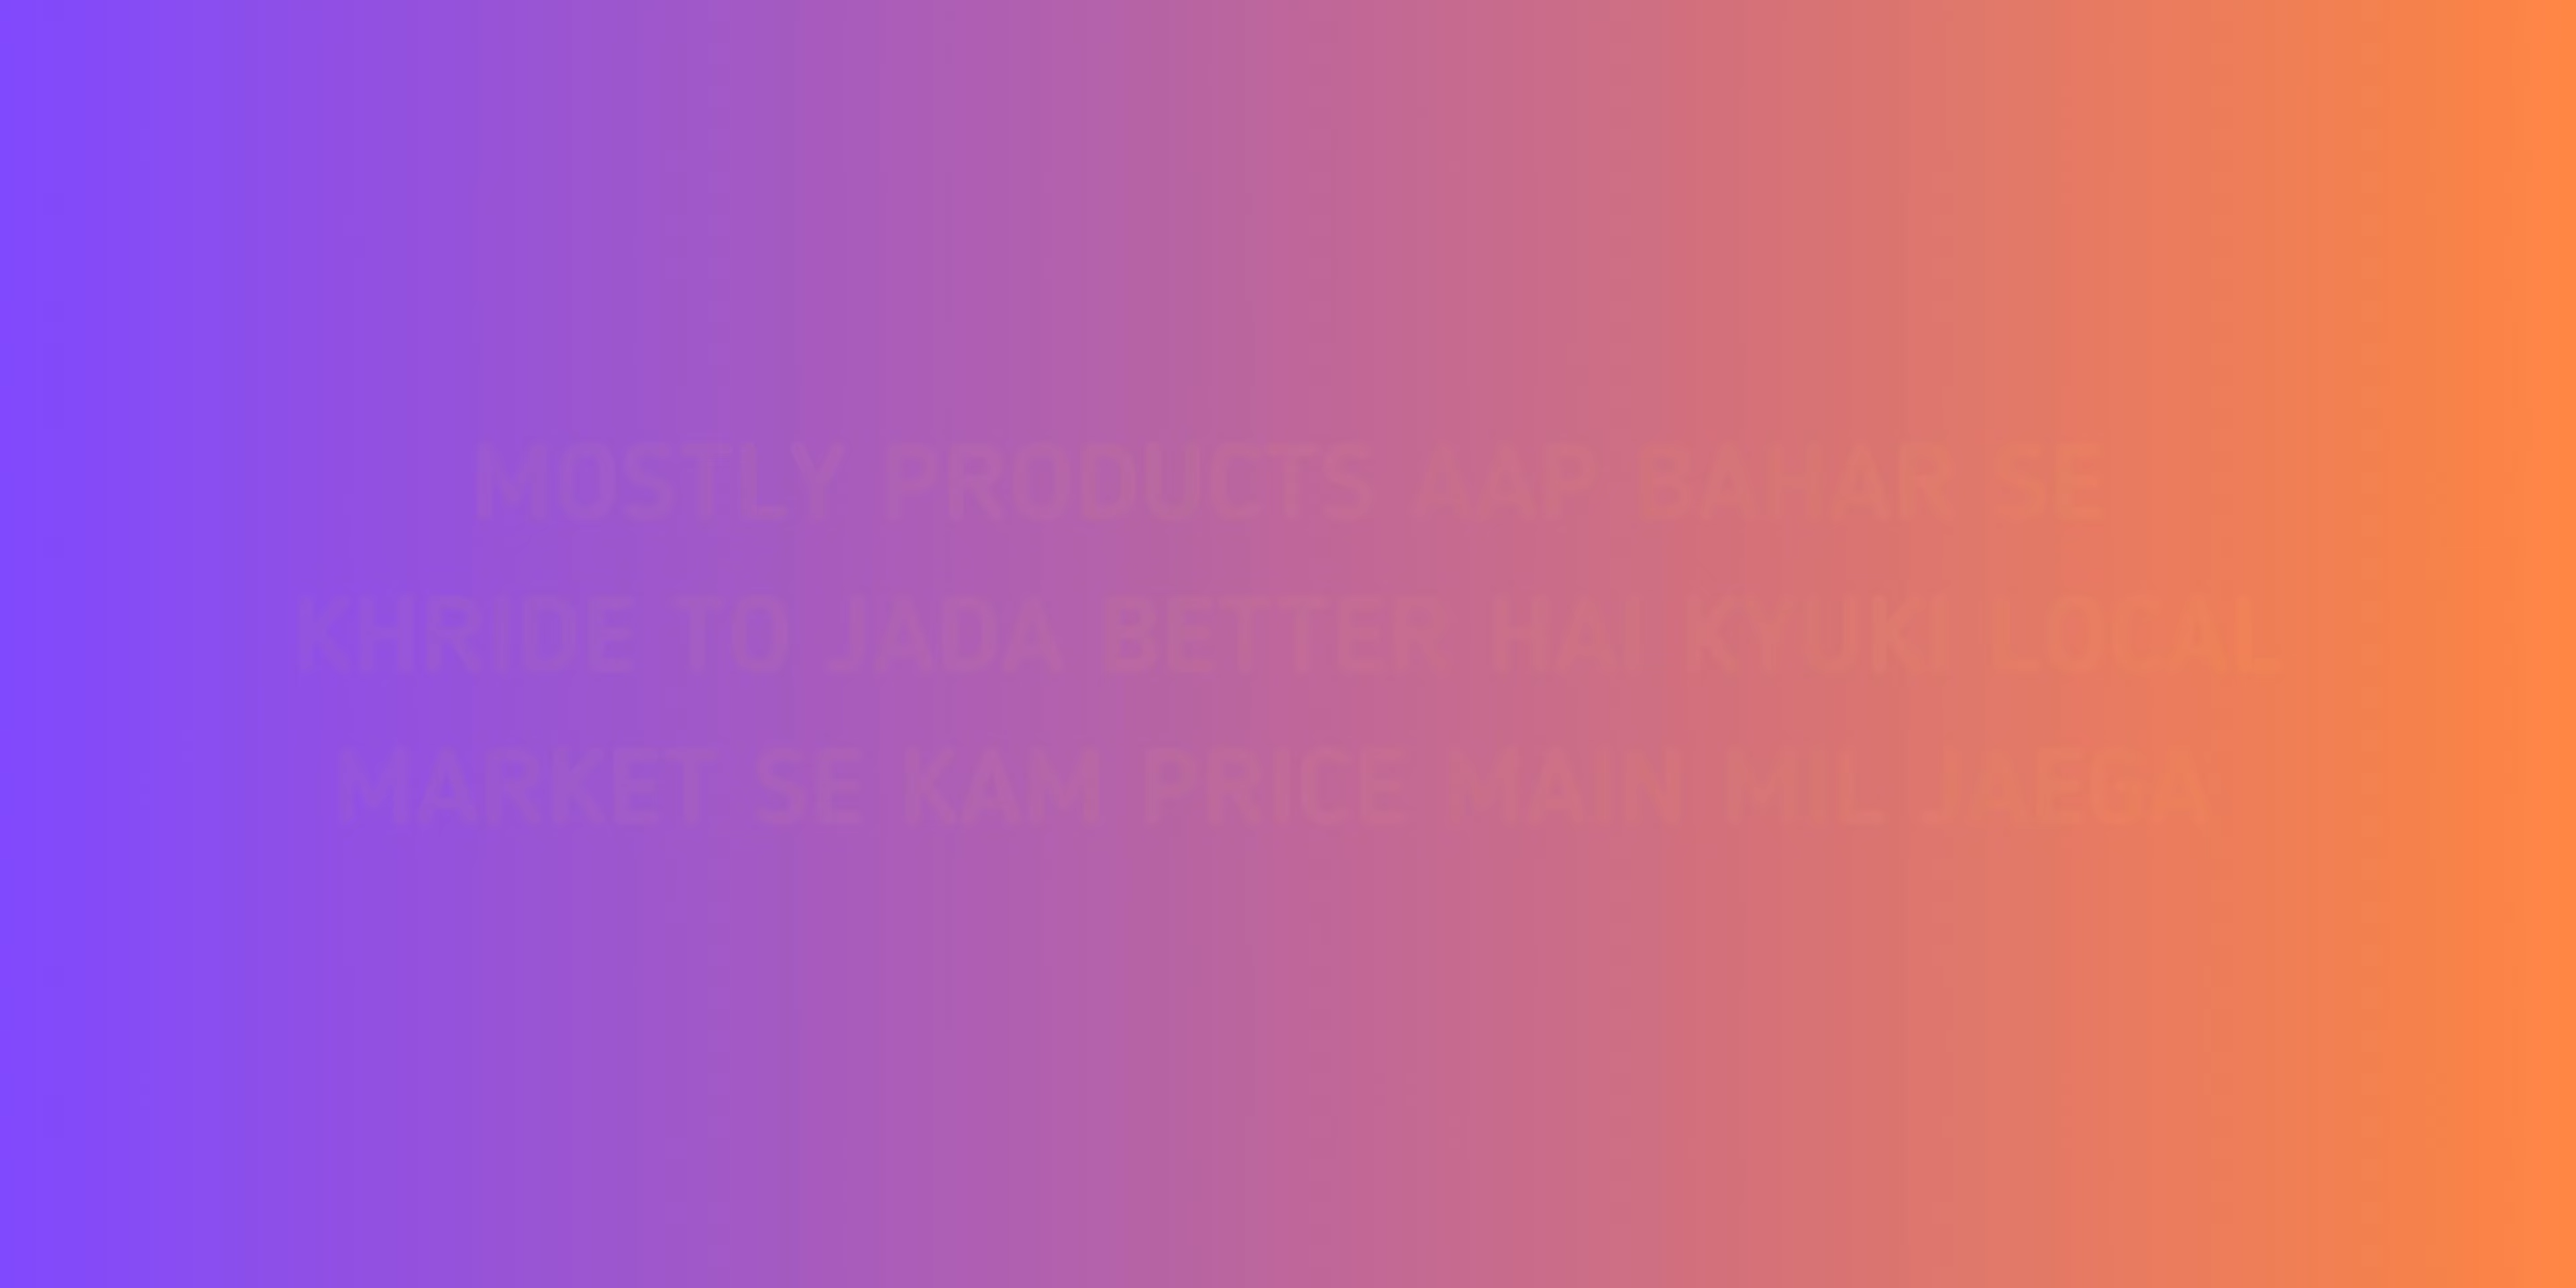 MOSTLY PRODUCTS AAP BAHAR SE
KHRIDE TO JADA BETTER HAI KYUKI LOCAL
MARKET SE KAM PRICE MAIN MIL JAEGA